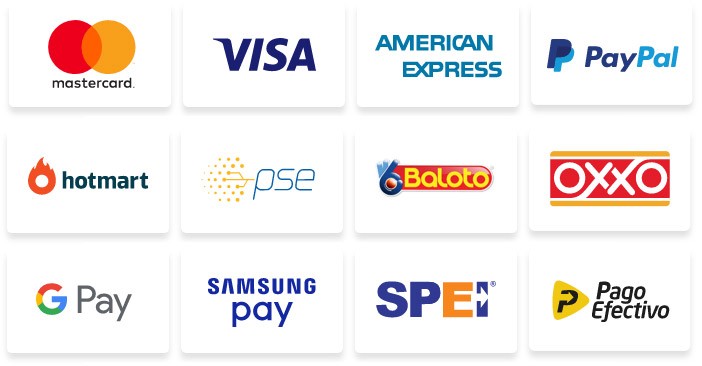 mastercard.
VISA
AMERICAN
EXPRESS
PayPal
hotmart
pse
Baloto
OXXO
G Pay
SAMSUNG
pay
SPEI®
Pago
Efectivo